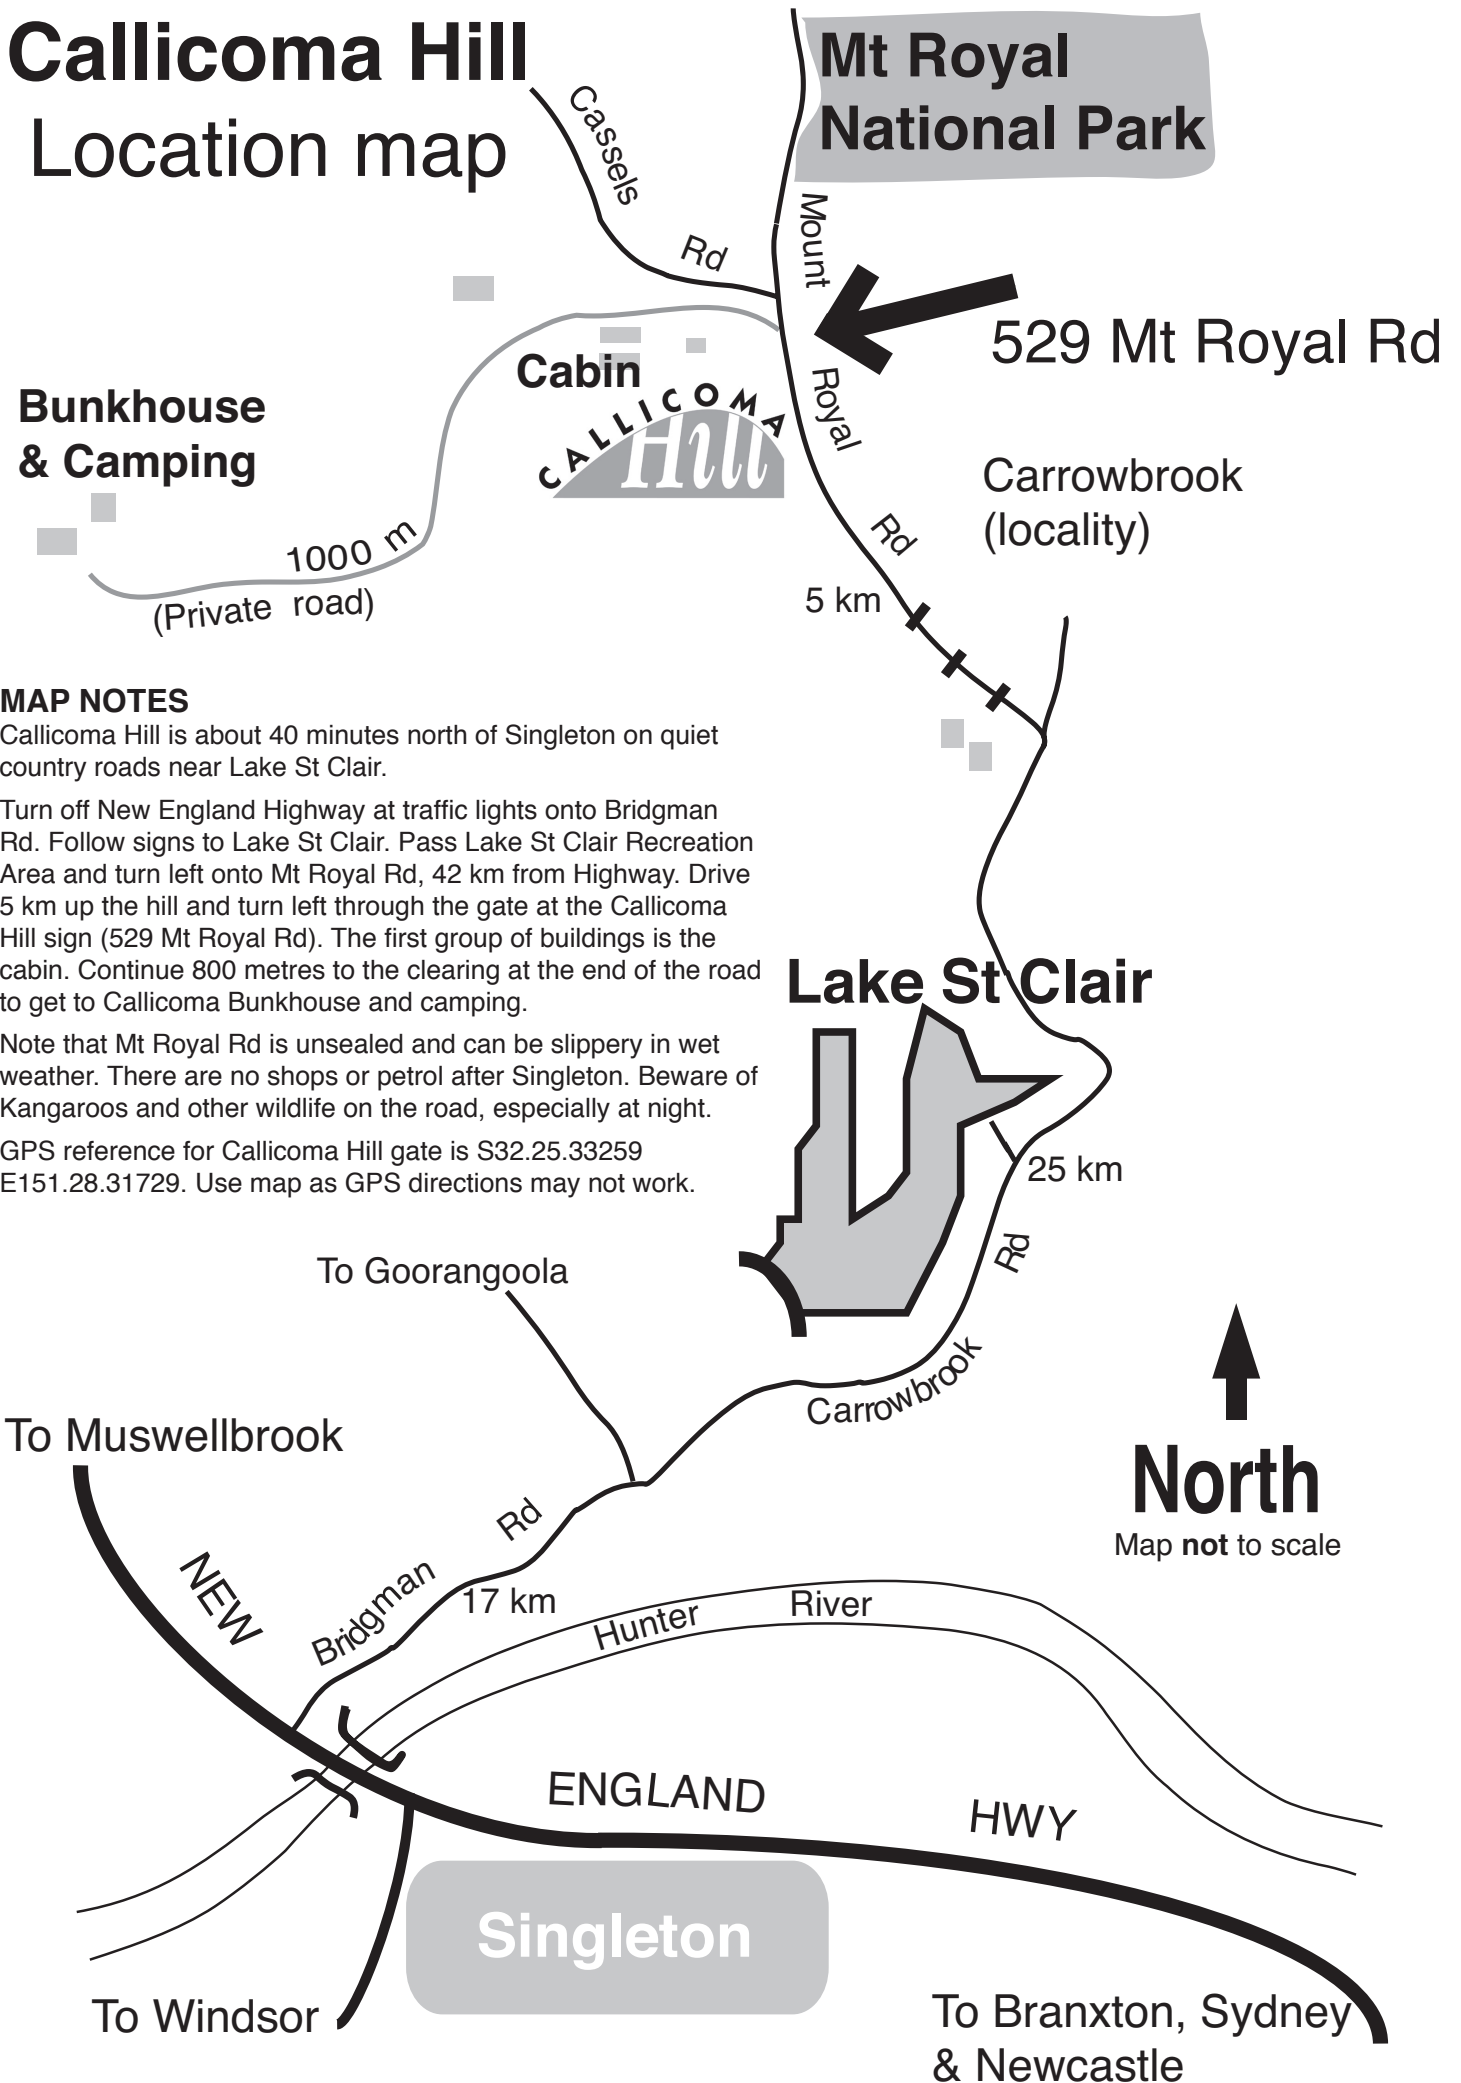 Callicoma Hill
Location map
Mt Royal
National Park
Cassels
Rd
Mount
529 Mt Royal Rd
Cabin
Royal
Bunkhouse
& Camping
CALLICOMA
Hill
Carrowbrook
(locality)
Rd
1000 m
(Private road)
5 km
MAP NOTES
Callicoma Hill is about 40 minutes north of Singleton on quiet
country roads near Lake St Clair.
Turn off New England Highway at traffic lights onto Bridgman
Rd. Follow signs to Lake St Clair. Pass Lake St Clair Recreation
Area and turn left onto Mt Royal Rd, 42 km from Highway. Drive
5 km up the hill and turn left through the gate at the Callicoma
Hill sign (529 Mt Royal Rd). The first group of buildings is the
cabin. Continue 800 metres to the clearing at the end of the road
to get to Callicoma Bunkhouse and camping.
Note that Mt Royal Rd is unsealed and can be slippery in wet
weather. There are no shops or petrol after Singleton. Beware of
Kangaroos and other wildlife on the road, especially at night.
GPS reference for Callicoma Hill gate is S32.25.33259
E151.28.31729. Use map as GPS directions may not work.
Lake St Clair
25 km
Rd
To Goorangoola
Carrowbrook
To Muswellbrook
North
Map not to scale
Rd
NEW
Bridgman
17 km
Hunter River
ENGLAND
HWY
Singleton
To Windsor
To Branxton, Sydney
& Newcastle